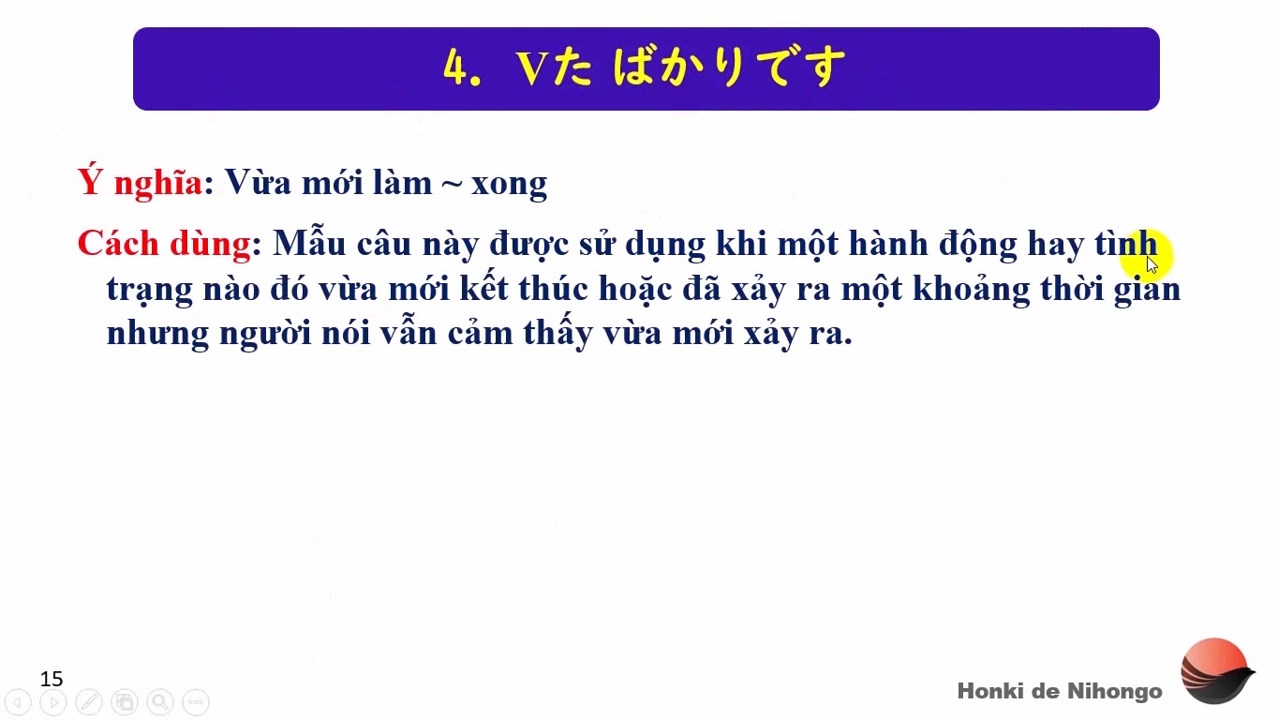 4. Vた ばかりです
Ý nghĩa: Vừa mới làm ~ xong
Cách dùng: Mẫu câu này được sử dụng khi một hành động hay tình
trạng nào đó vừa mới kết thúc hoặc đã xảy ra một khoảng thời gian
nhưng người nói vẫn cảm thấy vừa mới xảy ra.
15
Honki de Nihongo